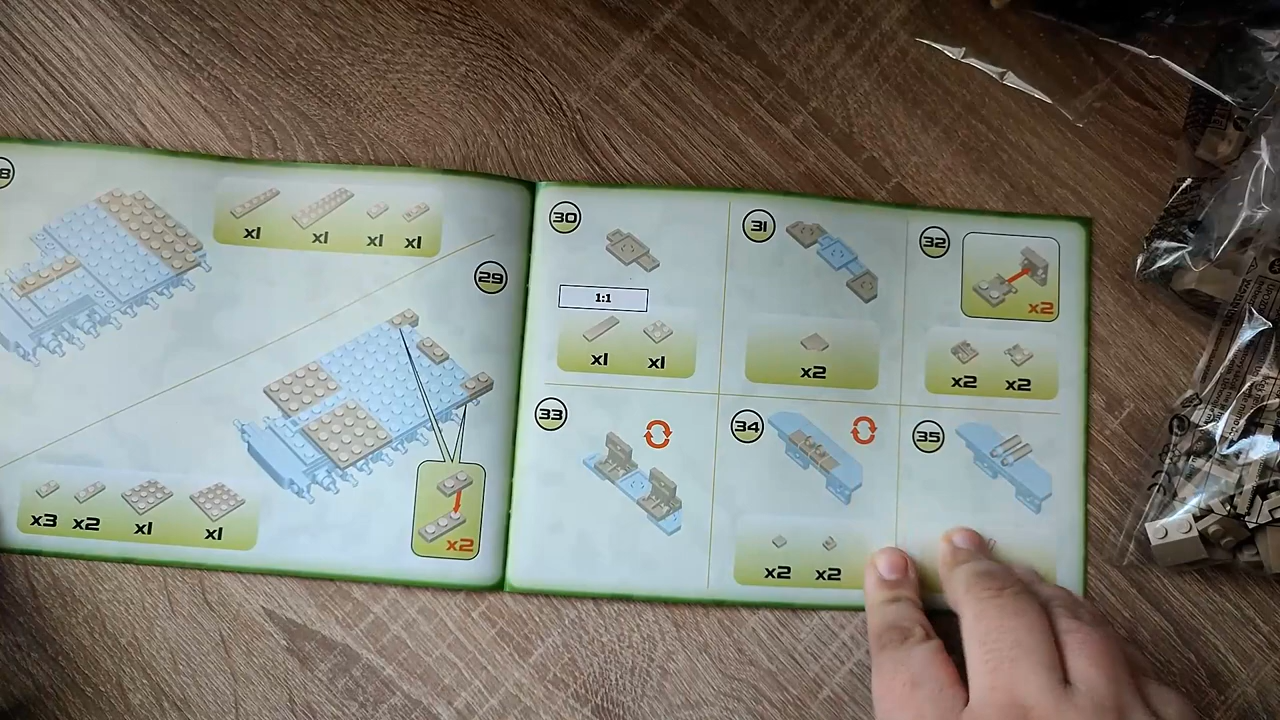 8
x1 x1 x1 x1
29
x3 x2 x1 x1
x2
30
1:1
x1 x1
31
x2
32
x2
x2 x2
33
34
x2 x2
35